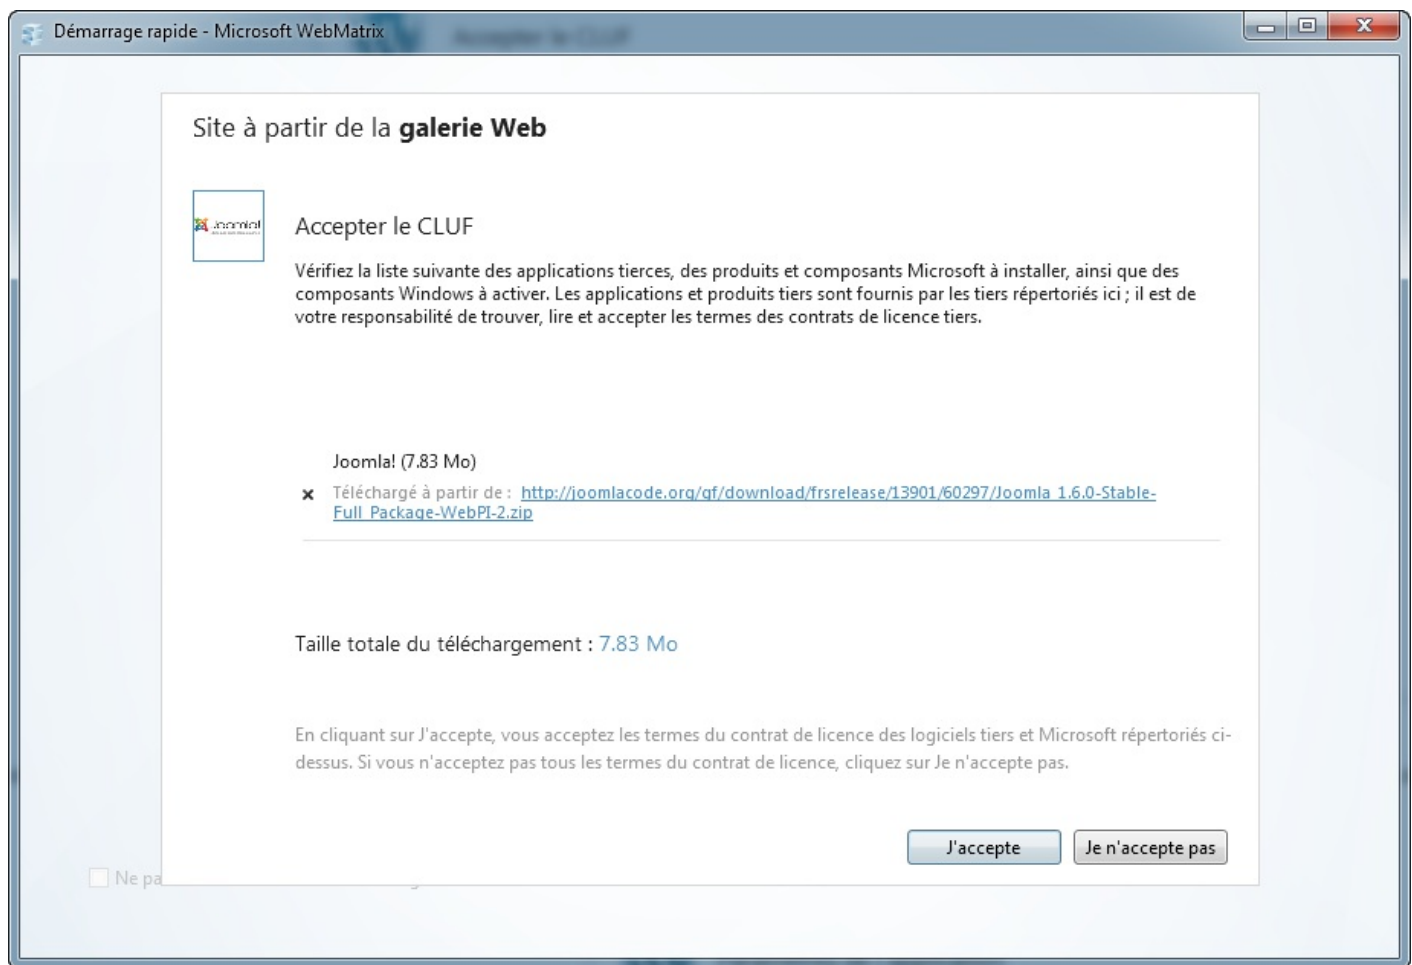 Démarrage rapide - Microsoft WebMatrix
Accepter le CLUF
Site à partir de la galerie Web
Joomla!
Accepter le CLUF
Vérifiez la liste suivante des applications tierces, des produits et composants Microsoft à installer, ainsi que des
composants Windows à activer. Les applications et produits tiers sont fournis par les tiers répertoriés ici ; il est de
votre responsabilité de trouver, lire et accepter les termes des contrats de licence tiers.
Joomla! (7.83 Mo)
Téléchargé à partir de : http://joomlacode.org/gf/download/frsrelease/13901/60297/Joomla_1.6.0-Stable-
Full_Package-WebPI-2.zip
Taille totale du téléchargement : 7.83 Mo
En cliquant sur J'accepte, vous acceptez les termes du contrat de licence des logiciels tiers et Microsoft répertoriés ci-
dessus. Si vous n'acceptez pas tous les termes du contrat de licence, cliquez sur Je n'accepte pas.
J'accepte
Je n'accepte pas
Ne pa